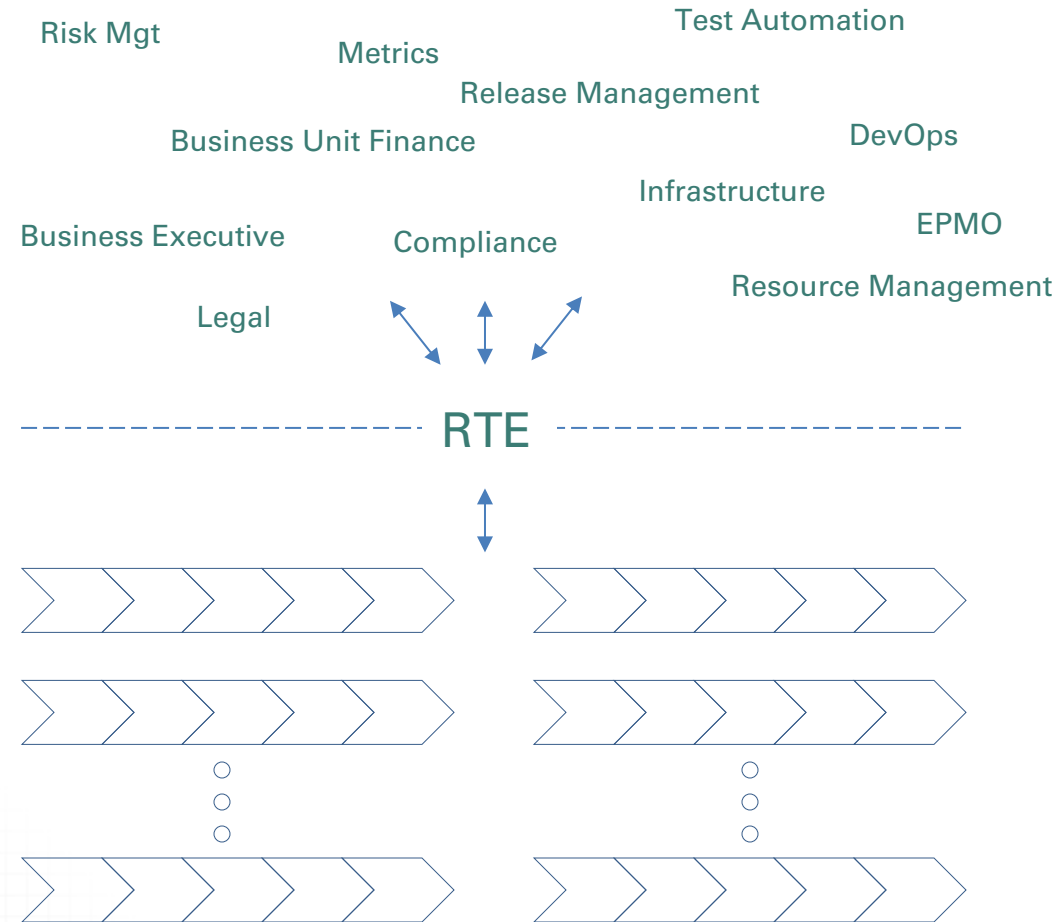 Risk Mgt
Test Automation
Metrics
Release Management
Business Unit Finance
DevOps
Infrastructure
Business Executive
Compliance
EPMO
Resource Management
Legal
RTE